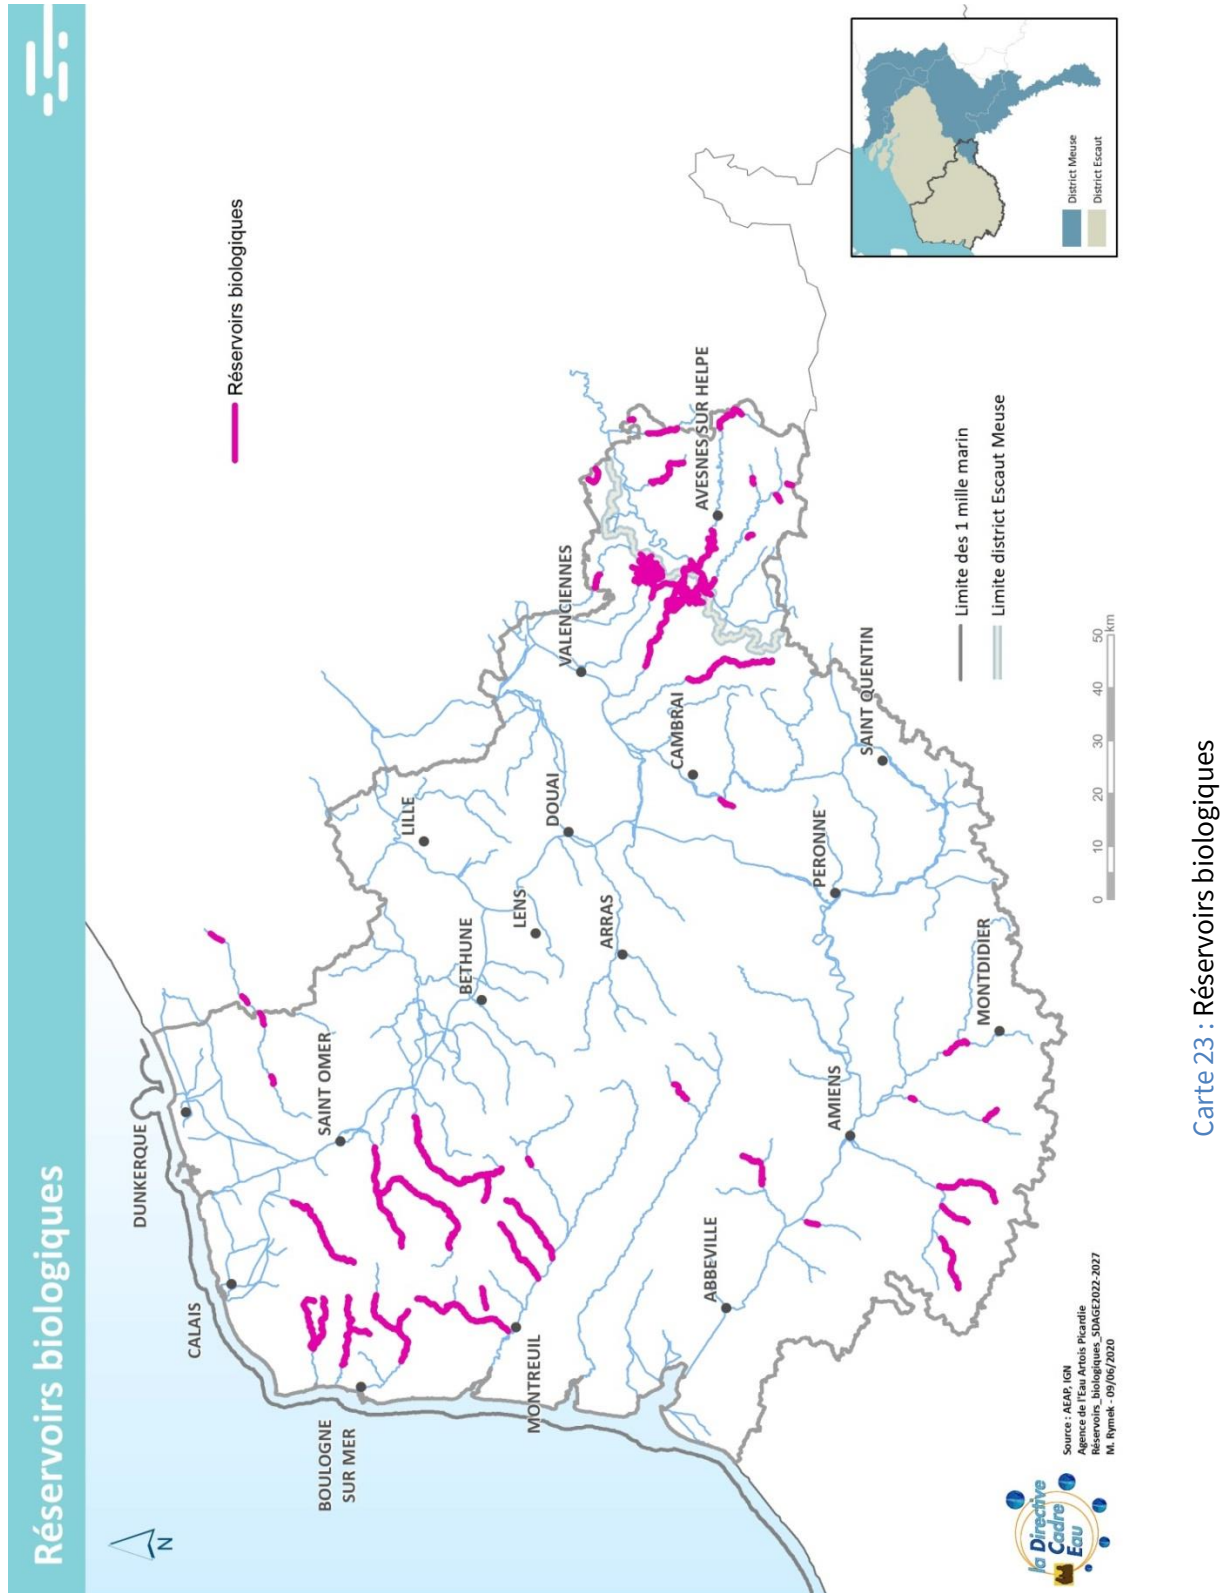 Réservoirs biologiques
Réservoirs biologiques
N
DUNKERQUE
CALAIS
BOULOGNE
SUR MER
SAINT OMER
LILLE
BETHUNE
LENS
DOUAI
ARRAS
VALENCIENNES
CAMBRAI
AVESNES SUR HELPE
MONTREUIL
ABBEVILLE
AMIENS
PERONNE
SAINT QUENTIN
MONTDIDIER
Limite des 1 mille marin
Limite district Escaut Meuse
0 10 20 30 40 50 km
District Meuse
District Escaut
la Directive
Cadre
Eau
Source : AEAP, IGN
Agence de l'Eau Artois Picardie
Réservoirs_biologiques_SDAGE2022-2027
M. Rymek - 09/06/2020
Carte 23 : Réservoirs biologiques